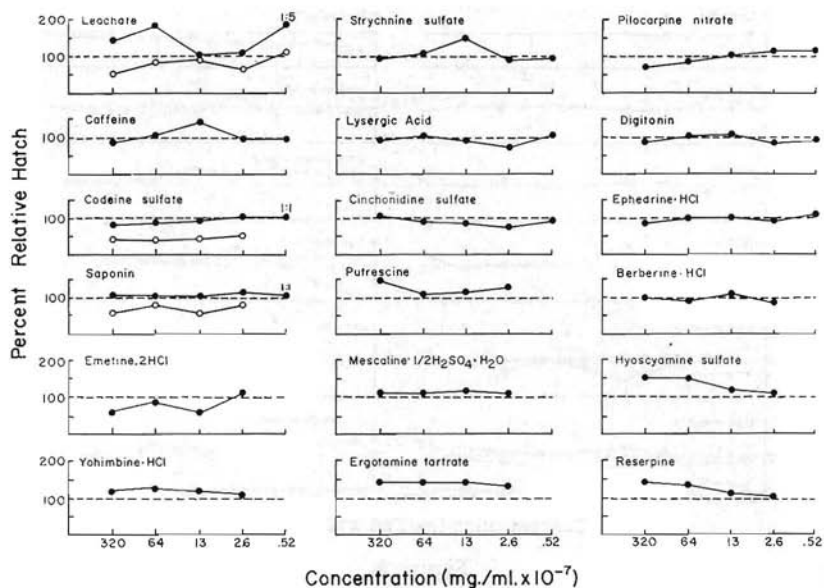 Percent Relative Hatch
200
100
Leachate
1:5
Strychnine sulfate
Pilocarpine nitrate
100
Caffeine
Lysergic Acid
Digitonin
100
Codeine sulfate
1:1
Cinchonidine sulfate
Ephedrine·HCl
100
Saponin
1:1
Putrescine
Berberine·HCl
200
100
Emetine.2HCl
Mescaline·1/2H₂SO₄·H₂O
Hyoscyamine sulfate
100
Yohimbine·HCl
Ergotamine tartrate
Reserpine
320 64 13 2.6 .52
320 64 13 2.6 .52
320 64 13 2.6 .52
Concentration (mg./ml. x 10⁻⁷)